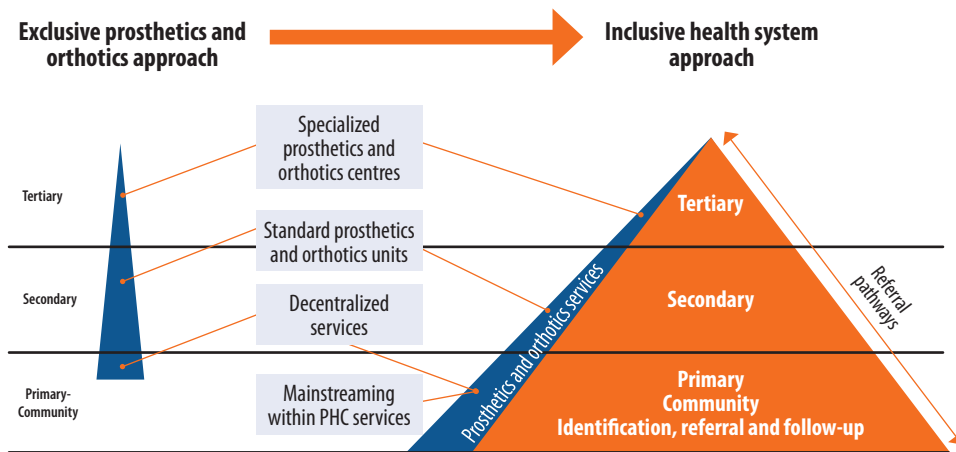 Exclusive prosthetics and
orthotics approach
Inclusive health system
approach
Specialized
prosthetics and
orthotics centres
Tertiary
Tertiary
Standard prosthetics
and orthotics units
Secondary
Decentralized
services
Secondary
Prosthetics and orthotics services
Referral
pathways
Primary-
Community
Mainstreaming
within PHC services
Primary
Community
Identification, referral and follow-up